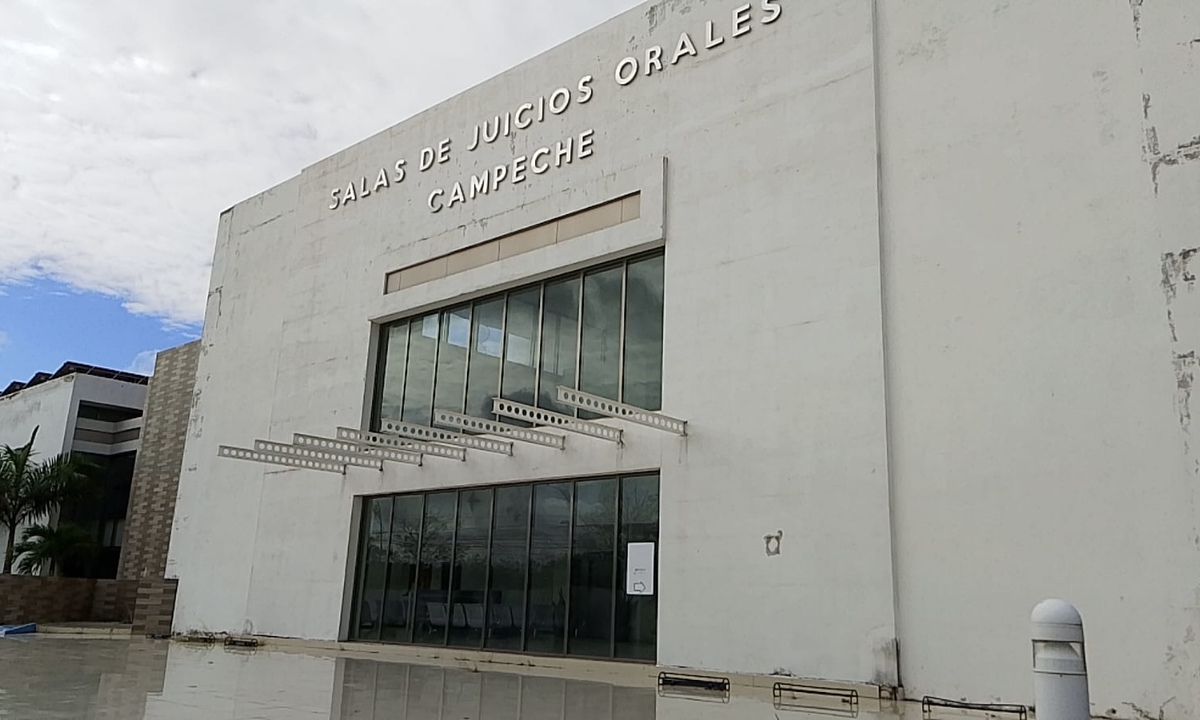 SALAS DE JUICIOS ORALES
CAMPECHE